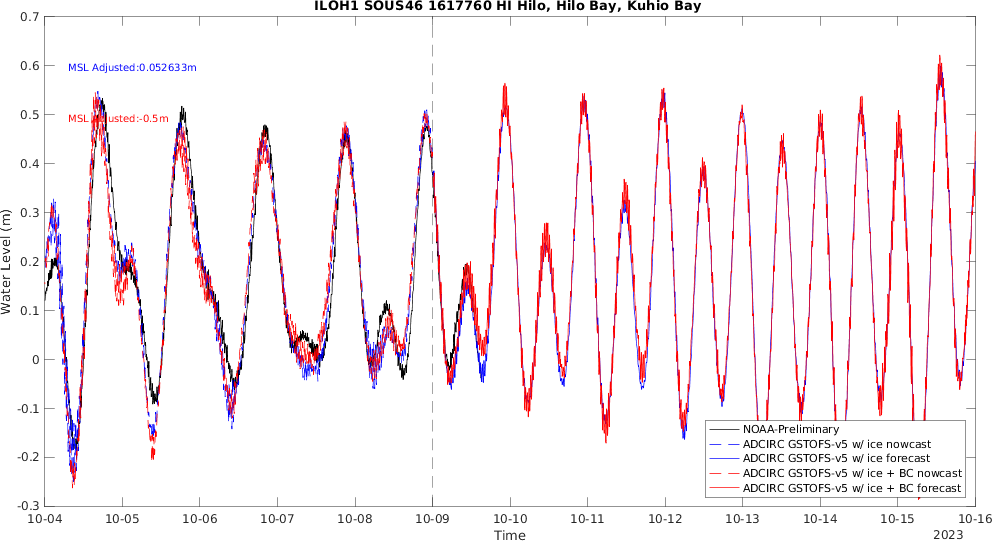 ILOH1 SOUS46 1617760 HI Hilo, Hilo Bay, Kuhio Bay
0.7
0.6
0.5
0.4
0.3
0.2
0.1
0
-0.1
-0.2
-0.3
Water Level (m)
MSL Adjusted:0.052633m
MSL Adjusted:-0.5m
NOAA-Preliminary
ADCIRC GSTOFS-v5 w/ ice nowcast
ADCIRC GSTOFS-v5 w/ ice forecast
ADCIRC GSTOFS-v5 w/ ice + BC nowcast
ADCIRC GSTOFS-v5 w/ ice + BC forecast
10-04 10-05 10-06 10-07 10-08 10-09 10-10 10-11 10-12 10-13 10-14 10-15 10-16
Time
2023